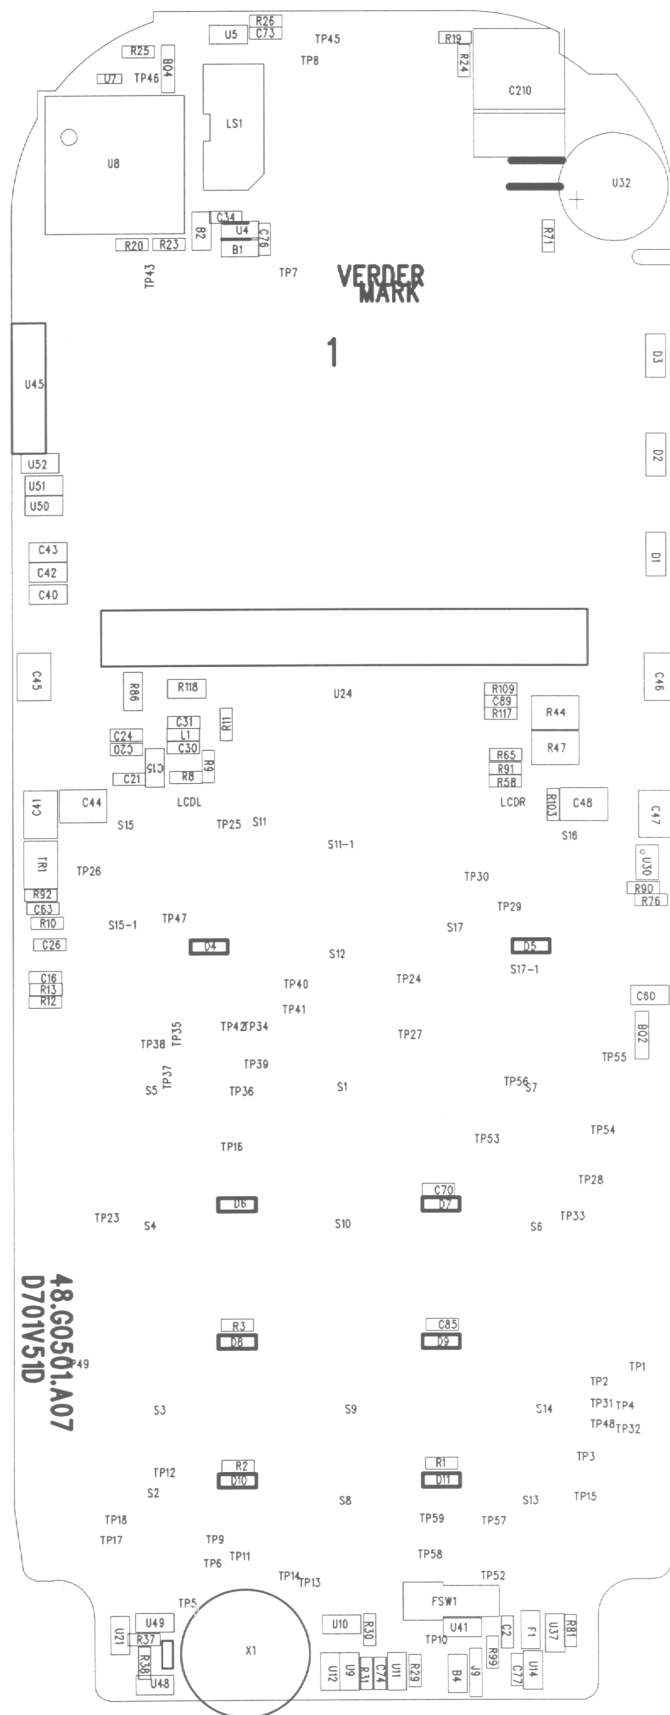 R26
U5
C73
TP45
R19
R25
BQ4
TP8
R24
U7
TP46
C210
LS1
U8
U32
C34
B2
U4
C76
R71
R20
R23
B1
TP43
TP7
VERDER
MARK
1
D3
U45
D2
U52
U51
U50
D1
C43
C42
C40
C45
C46
R86
R118
U24
R109
C89
R117
R44
R11
C31
C24
L1
C20
C30
R47
R65
C15
R9
R91
C21
R8
R58
LCDL
LCDR
R103
C41
C44
C48
C47
S15
TP25
S11
S16
S11-1
TR1
TP26
U30
TP30
R92
R90
C63
R76
R10
S15-1
TP47
TP29
S17
C26
D4
D5
S12
S17-1
C16
R13
R12
TP40
TP24
C60
TP41
TP35
TP42
TP34
TP27
BQ2
TP38
TP55
TP39
TP37
S5
TP36
S1
TP56
S7
TP16
TP53
TP54
TP28
C70
D6
D7
TP23
S4
S10
S6
TP33
48.G0501.A07
D701V51D
R3
C85
D8
D9
TP49
TP1
TP2
S3
S9
S14
TP31
TP4
TP48
TP32
TP3
TP12
R2
R1
D10
D11
S2
S8
S13
TP15
TP18
TP59
TP57
TP17
TP9
TP11
TP58
TP6
TP14
TP13
TP52
TP5
FSW1
U49
U10
R30
U41
C2
F1
U37
R81
U21
R37
TP10
X1
R99
R38
U48
U12
U9
R31
C74
U11
R29
B4
J9
C77
U14